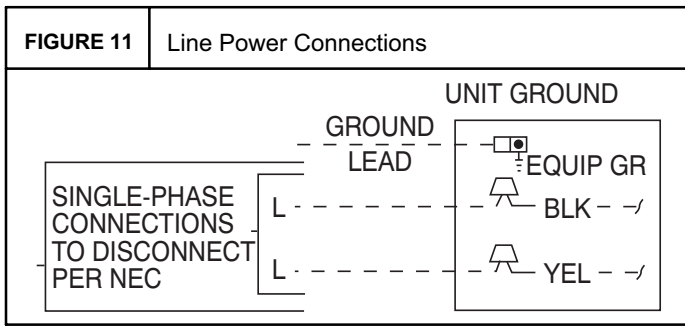 FIGURE 11
Line Power Connections
UNIT GROUND
GROUND
LEAD
EQUIP GR
SINGLE-PHASE
CONNECTIONS
TO DISCONNECT
PER NEC
L
BLK
L
YEL